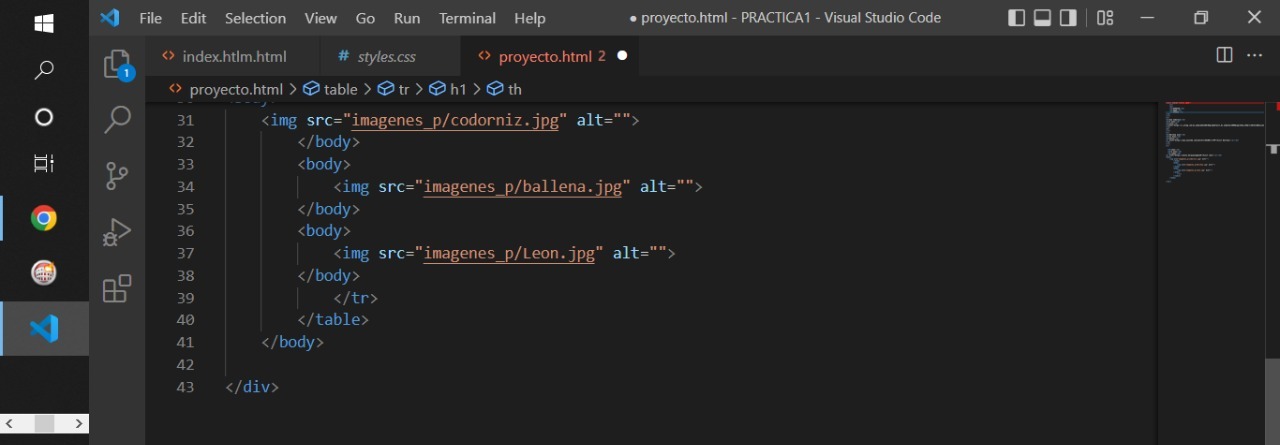 File Edit Selection View Go Run Terminal Help ● proyecto.html - PRACTICA1 - Visual Studio Code
index.htlm.html # styles.css proyecto.html 2
proyecto.html > table > tr > h1 > th
1
31 <img src="imagenes_p/codorniz.jpg" alt="">
32 </body>
33 <body>
34 <img src="imagenes_p/ballena.jpg" alt="">
35 </body>
36 <body>
37 <img src="imagenes_p/Leon.jpg" alt="">
38 </body>
39 </tr>
40 </table>
41 </body>
42
43 </div>